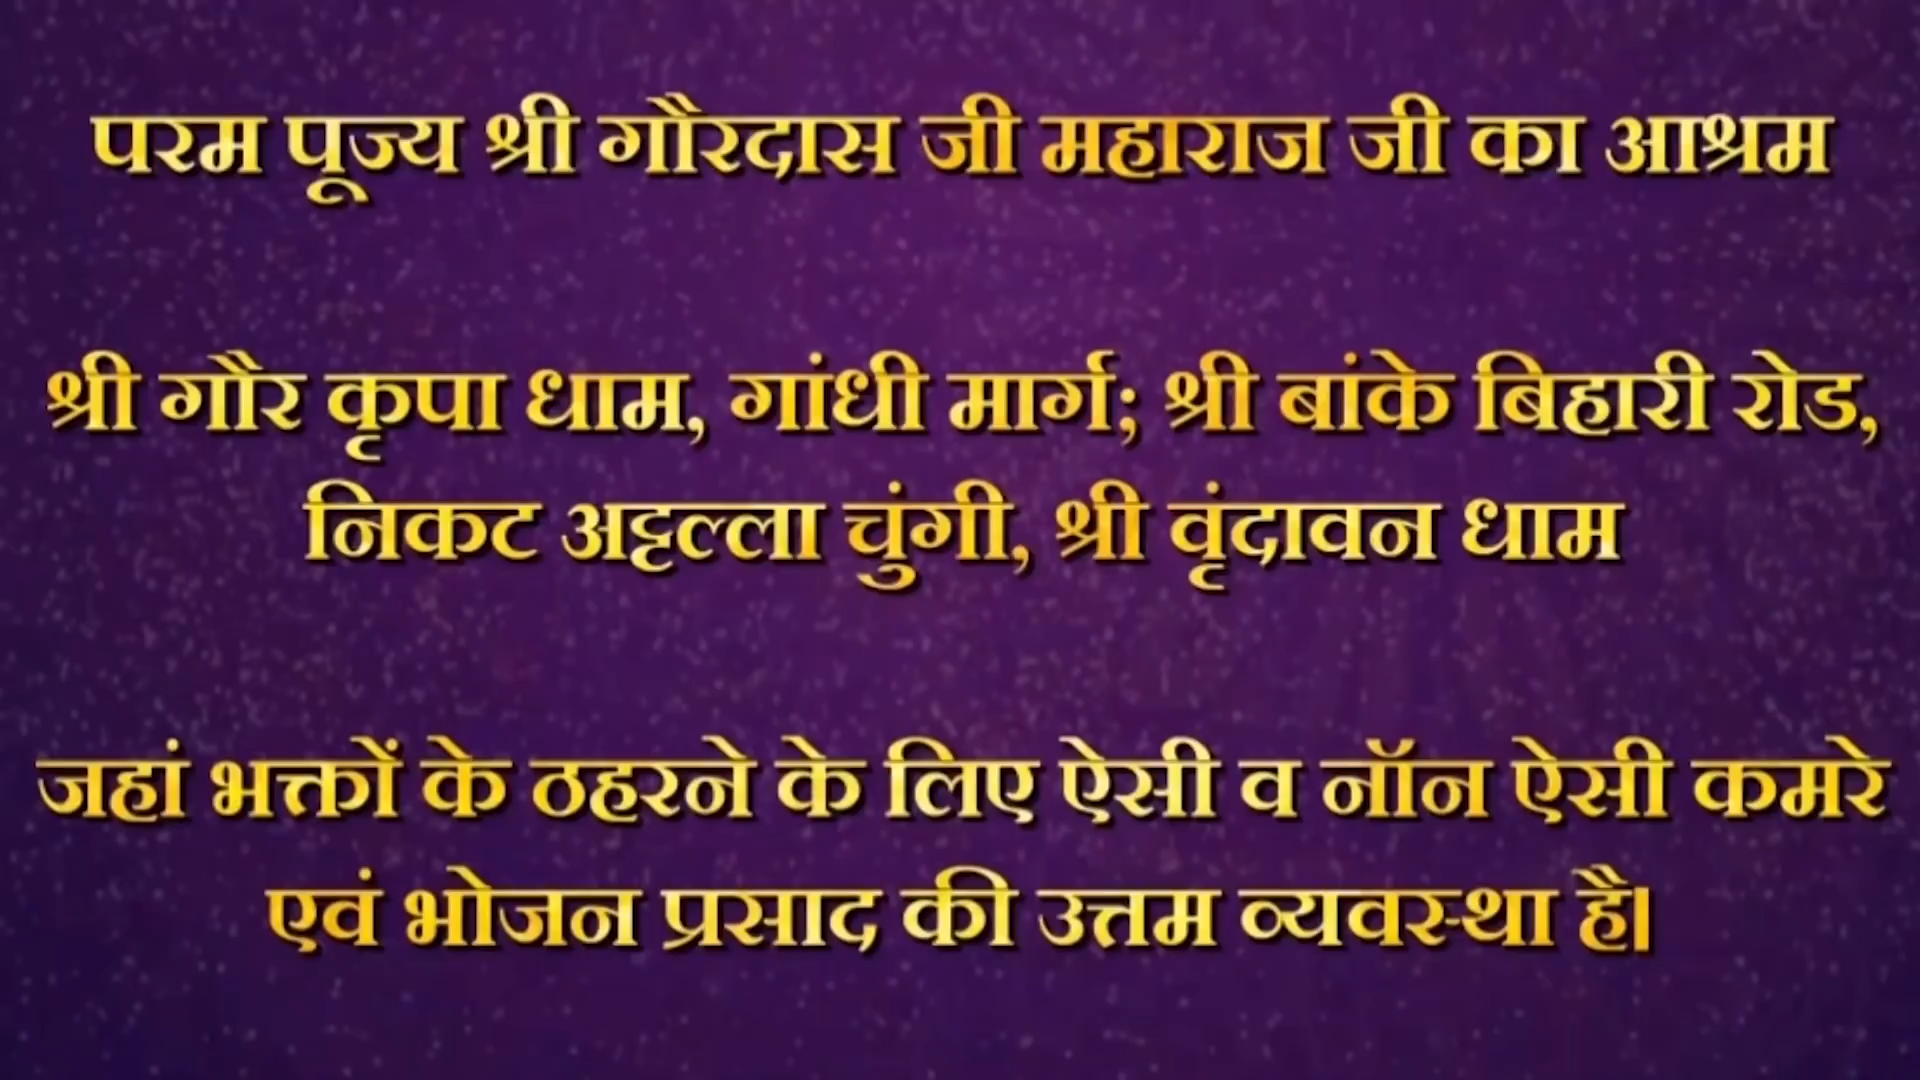 परम पूज्य श्री गौरदास जी महाराज जी का आश्रम
श्री गौर कृपा धाम, गांधी मार्ग; श्री बांके बिहारी रोड,
निकट अट्टल्ला चुंगी, श्री वृंदावन धाम
जहां भक्तों के ठहरने के लिए ऐसी व नॉन ऐसी कमरे
एवं भोजन प्रसाद की उत्तम व्यवस्था है।